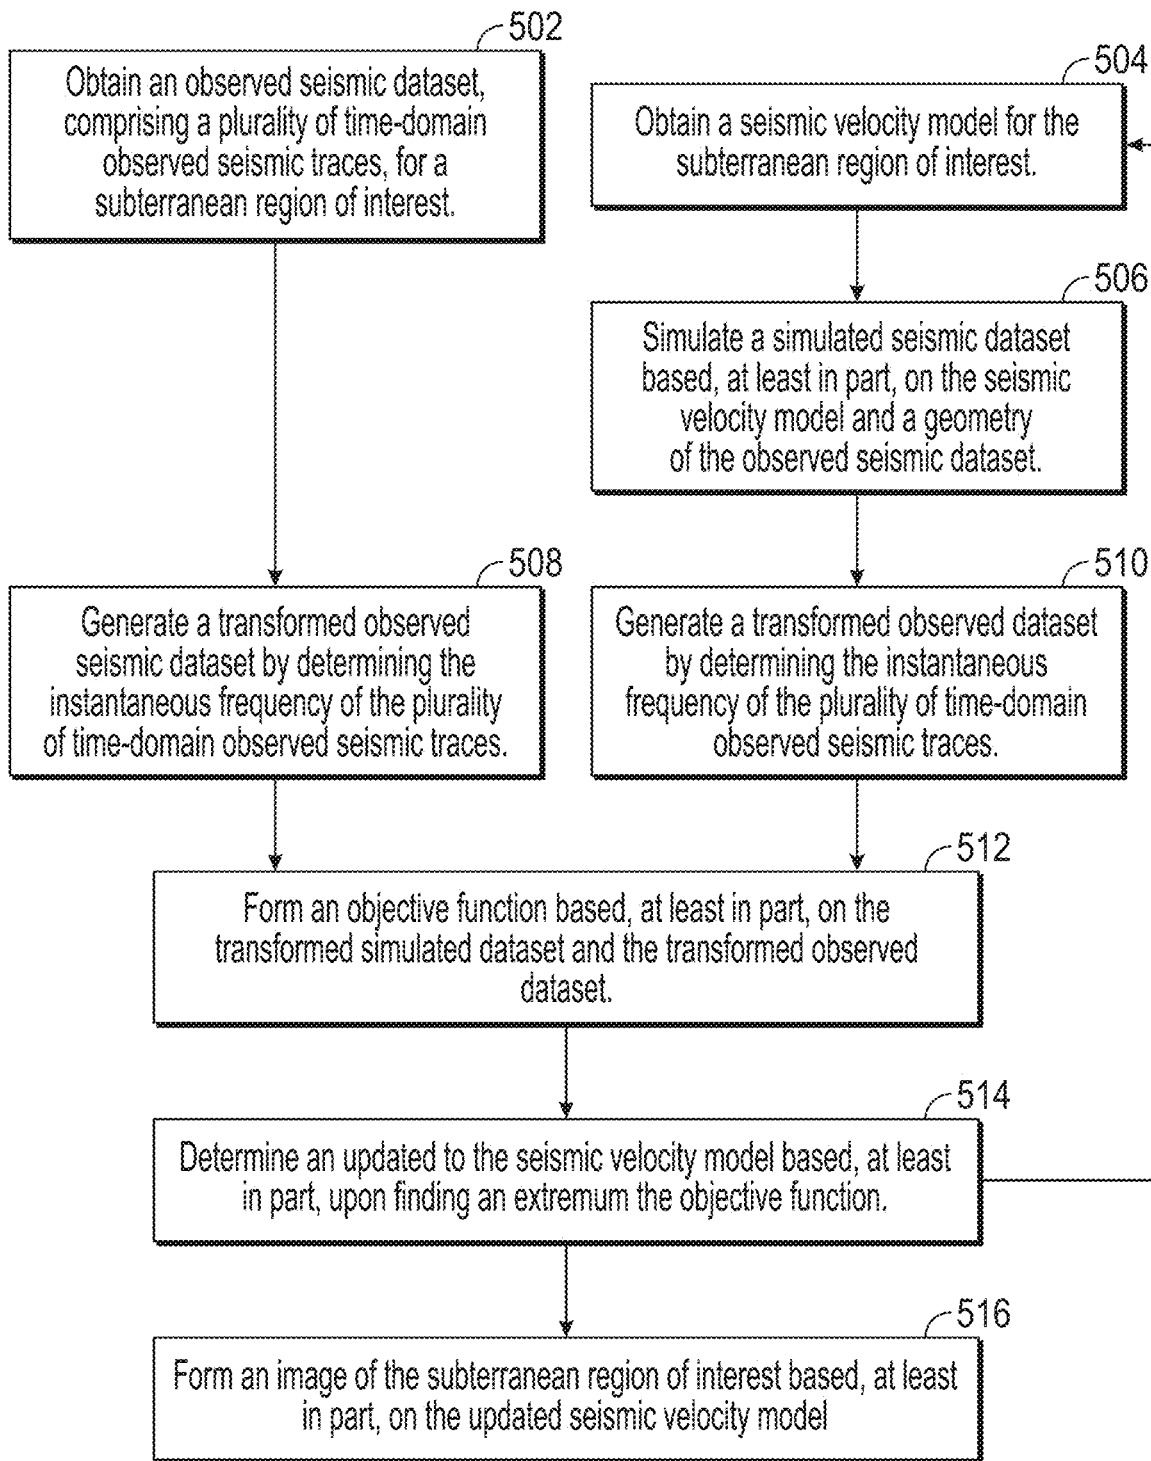 502
Obtain an observed seismic dataset,
comprising a plurality of time-domain
observed seismic traces, for a
subterranean region of interest.
504
Obtain a seismic velocity model for the
subterranean region of interest.
506
Simulate a simulated seismic dataset
based, at least in part, on the seismic
velocity model and a geometry
of the observed seismic dataset.
508
Generate a transformed observed
seismic dataset by determining the
instantaneous frequency of the plurality
of time-domain observed seismic traces.
510
Generate a transformed observed dataset
by determining the instantaneous
frequency of the plurality of time-domain
observed seismic traces.
512
Form an objective function based, at least in part, on the
transformed simulated dataset and the transformed observed
dataset.
514
Determine an updated to the seismic velocity model based, at least
in part, upon finding an extremum the objective function.
516
Form an image of the subterranean region of interest based, at least
in part, on the updated seismic velocity model